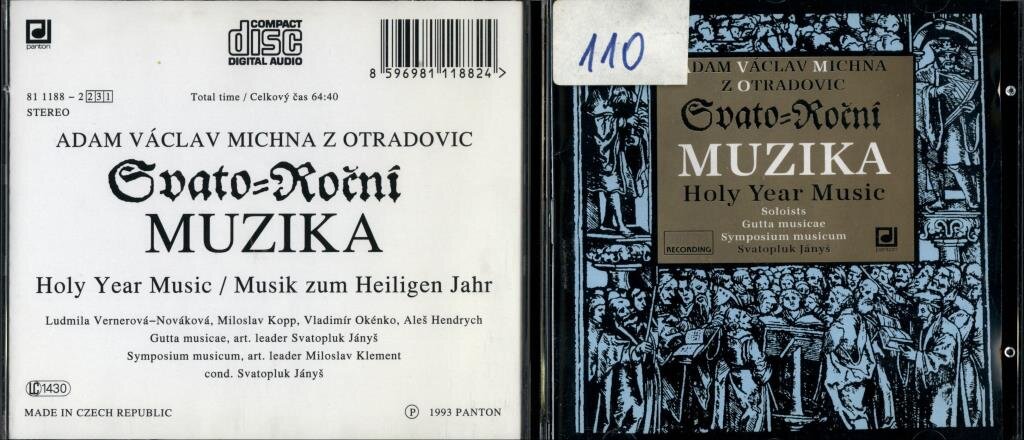 panton
COMPACT
disc
DIGITAL AUDIO
8 596981 118824 >
81 1188 – 2 231
STEREO
Total time / Celkový čas 64:40
ADAM VÁCLAV MICHNA Z OTRADOVIC
Svato=Roční
MUZIKA
Holy Year Music / Musik zum Heiligen Jahr
Ludmila Vernerová–Nováková, Miloslav Kopp, Vladimír Okénko, Aleš Hendrych
Gutta musicae, art. leader Svatopluk Jányš
Symposium musicum, art. leader Miloslav Klement
cond. Svatopluk Jányš
LC 1430
MADE IN CZECH REPUBLIC
Ⓟ 1993 PANTON
110
ADAM VÁCLAV MICHNA
Z OTRADOVIC
Svato=Roční
MUZIKA
Holy Year Music
Soloists
Gutta musicae
Symposium musicum
Svatopluk Jányš
RECORDING
panton